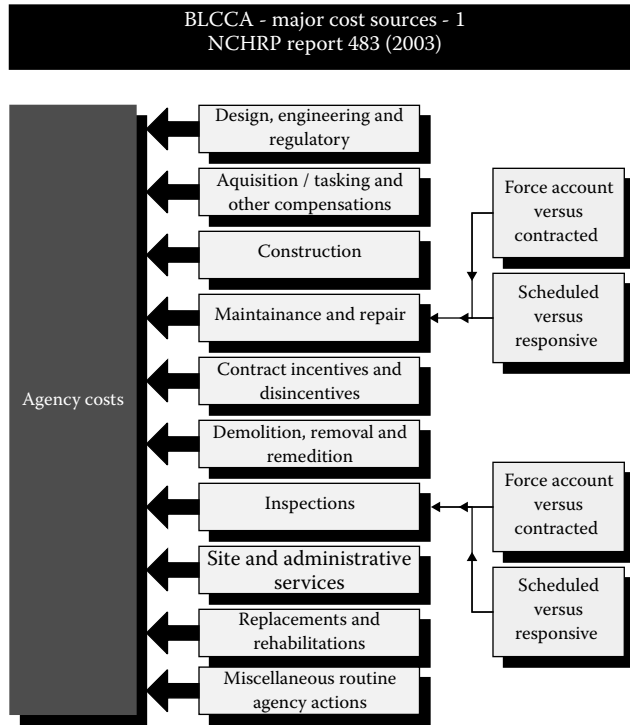 BLCCA - major cost sources - 1
NCHRP report 483 (2003)
Agency costs
Design, engineering and
regulatory
Aquisition / tasking and
other compensations
Construction
Maintainance and repair
Contract incentives and
disincentives
Demolition, removal and
remedition
Inspections
Site and administrative
services
Replacements and
rehabilitations
Miscellaneous routine
agency actions
Force account
versus
contracted
Scheduled
versus
responsive
Force account
versus
contracted
Scheduled
versus
responsive